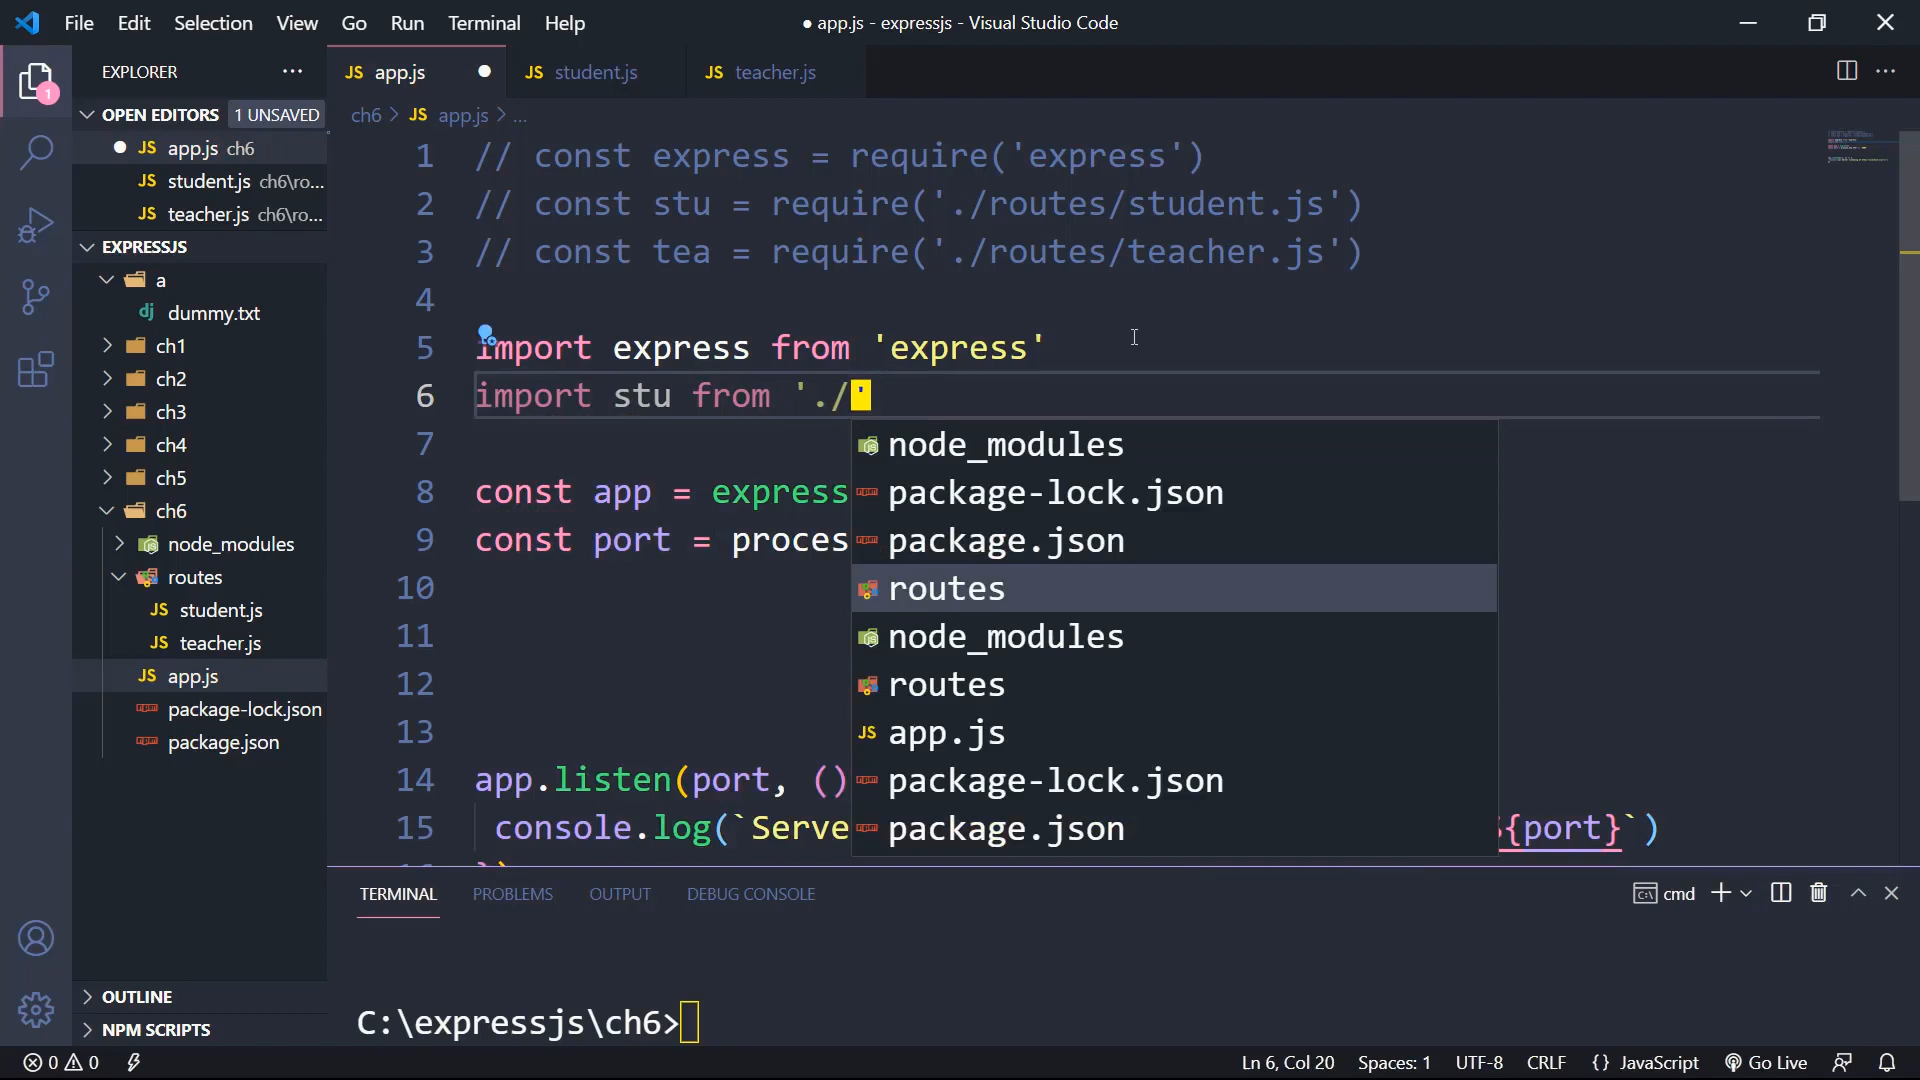 File Edit Selection View Go Run Terminal Help
● app.js - expressjs - Visual Studio Code
1
EXPLORER
OPEN EDITORS 1 UNSAVED
● JS app.js ch6
JS student.js ch6\ro...
JS teacher.js ch6\ro...
EXPRESSJS
a
dj dummy.txt
ch1
ch2
ch3
ch4
ch5
ch6
node_modules
routes
JS student.js
JS teacher.js
JS app.js
package-lock.json
package.json
OUTLINE
NPM SCRIPTS
JS app.js ●
JS student.js
JS teacher.js
ch6 > JS app.js > ...
1 // const express = require('express')
2 // const stu = require('./routes/student.js')
3 // const tea = require('./routes/teacher.js')
4
5 import express from 'express'
6 import stu from './'
7
8 const app = express
9 const port = proces
10
11
12
13
14 app.listen(port, ()
15 console.log(`Serve ${port}`)
node_modules
package-lock.json
package.json
routes
node_modules
routes
JS app.js
package-lock.json
package.json
TERMINAL PROBLEMS OUTPUT DEBUG CONSOLE
cmd
C:\expressjs\ch6>
0 0
Ln 6, Col 20 Spaces: 1 UTF-8 CRLF {} JavaScript Go Live